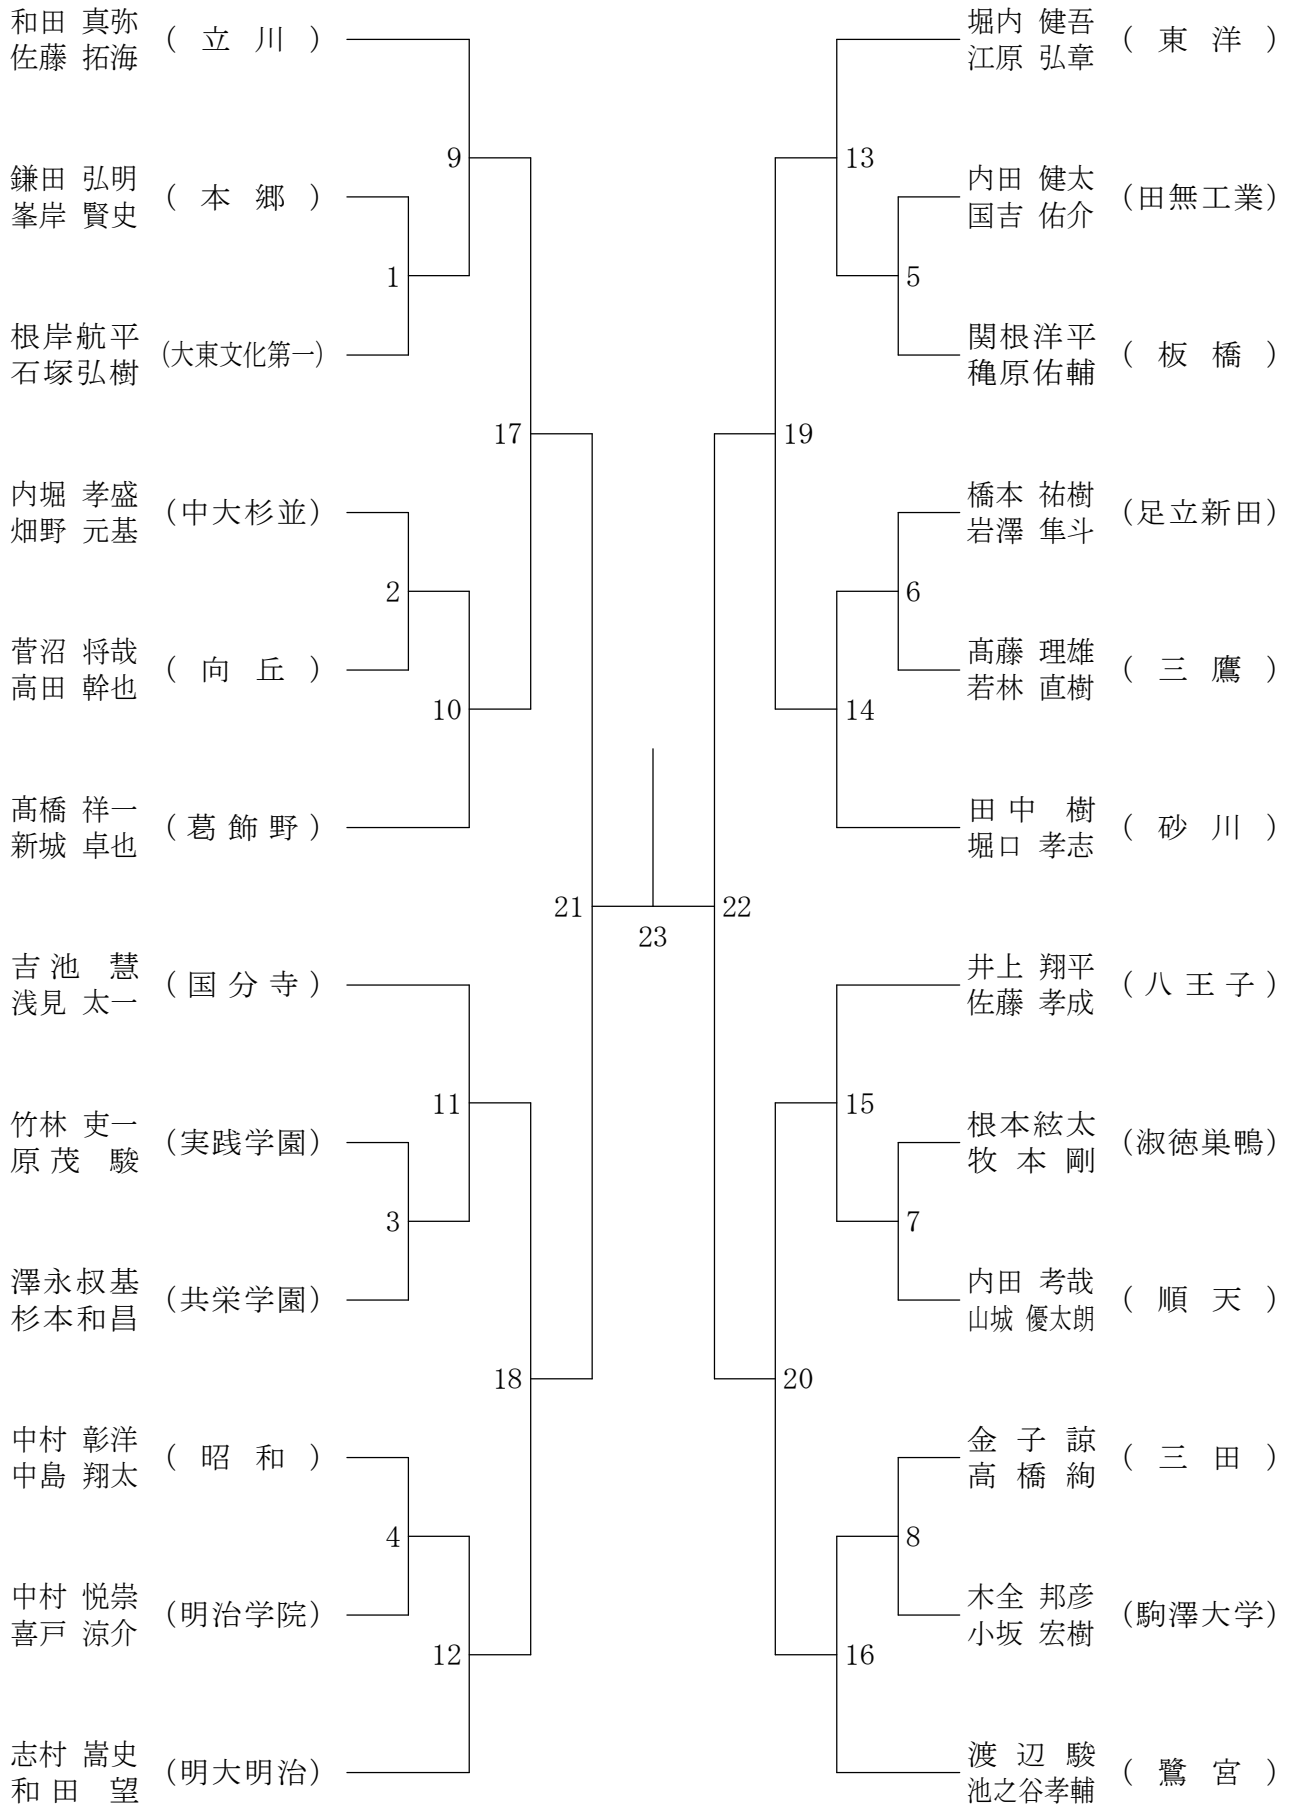 和田 真弥
佐藤 拓海
( 立 川 )
鎌田 弘明
峯岸 賢史
( 本 郷 )
根岸航平
石塚弘樹
(大東文化第一)
内堀 孝盛
畑野 元基
(中大杉並)
菅沼 将哉
高田 幹也
( 向 丘 )
髙橋 祥一
新城 卓也
( 葛 飾 野 )
吉池 慧
浅見 太一
( 国 分 寺 )
竹林 吏一
原茂 駿
(実践学園)
澤永叔基
杉本和昌
(共栄学園)
中村 彰洋
中島 翔太
( 昭 和 )
中村 悦崇
喜戸 涼介
(明治学院)
志村 嵩史
和田 望
(明大明治)
9
1
17
2
10
21
11
3
18
4
12
23
堀内 健吾
江原 弘章
( 東 洋 )
内田 健太
国吉 佑介
(田無工業)
関根洋平
穐原佑輔
( 板 橋 )
橋本 祐樹
岩澤 隼斗
(足立新田)
髙藤 理雄
若林 直樹
( 三 鷹 )
田中 樹
堀口 孝志
( 砂 川 )
井上 翔平
佐藤 孝成
( 八 王 子 )
根本絃太
牧本剛
(淑徳巣鴨)
内田 考哉
山城 優太朗
( 順 天 )
金子諒
高橋絢
( 三 田 )
木全 邦彦
小坂 宏樹
(駒澤大学)
渡辺駿
池之谷孝輔
( 鷺 宮 )
13
5
19
6
14
22
15
7
20
8
16